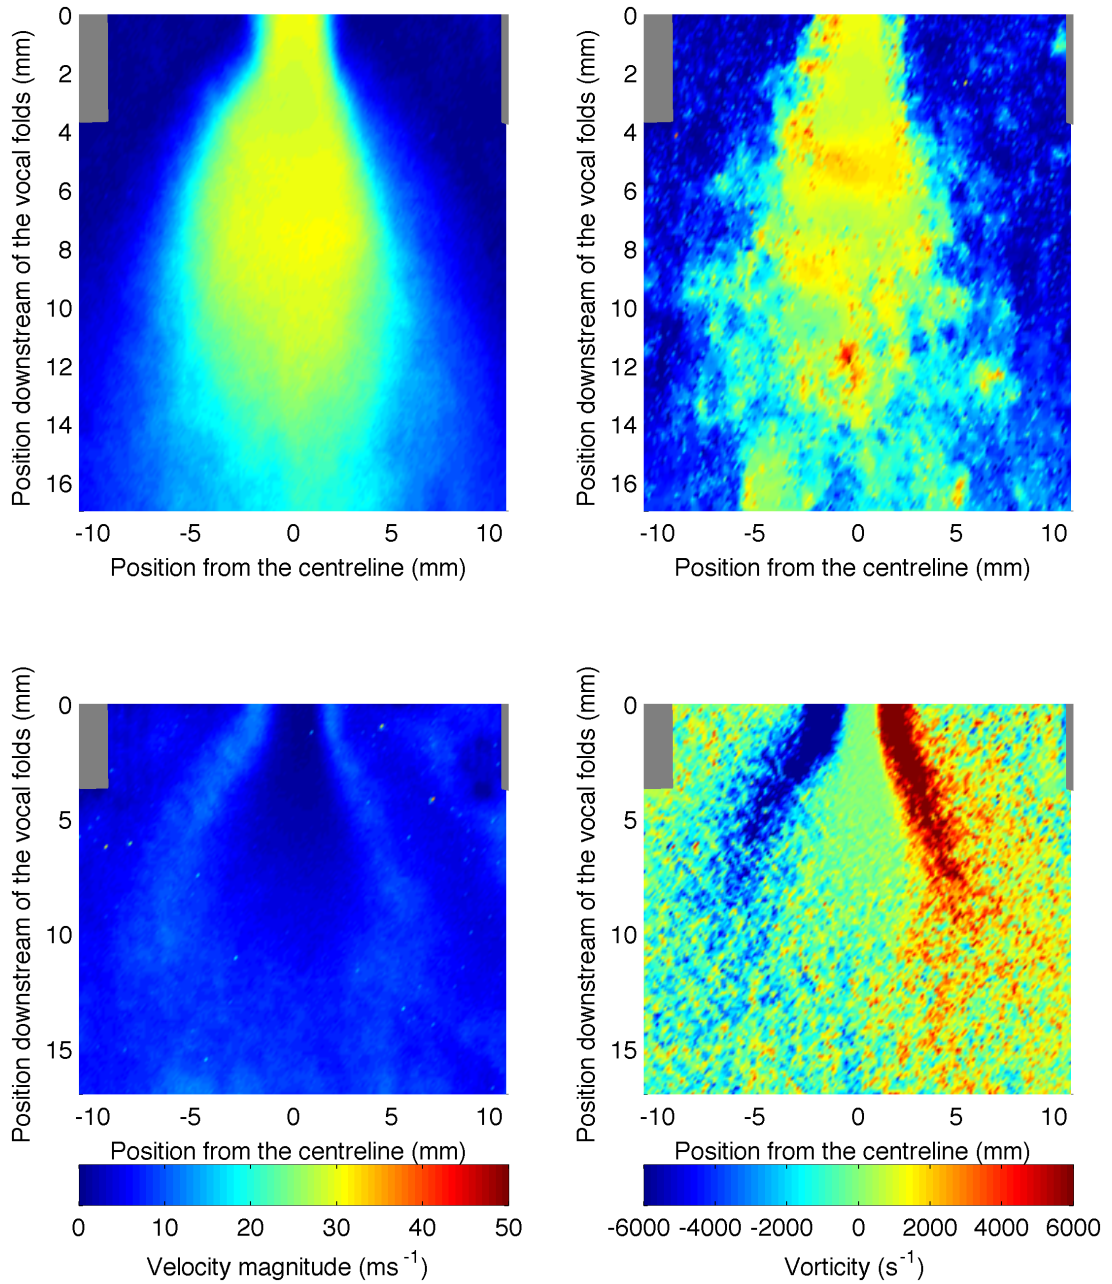 Position downstream of the vocal folds (mm)
0
2
4
6
8
10
12
14
16
-10 -5 0 5 10
Position from the centreline (mm)
Position downstream of the vocal folds (mm)
0
2
4
6
8
10
12
14
16
-10 -5 0 5 10
Position from the centreline (mm)
Position downstream of the vocal folds (mm)
0
5
10
15
-10 -5 0 5 10
Position from the centreline (mm)
0 10 20 30 40 50
Velocity magnitude (ms⁻¹)
Position downstream of the vocal folds (mm)
0
5
10
15
-10 -5 0 5 10
Position from the centreline (mm)
-6000 -4000 -2000 0 2000 4000 6000
Vorticity (s⁻¹)